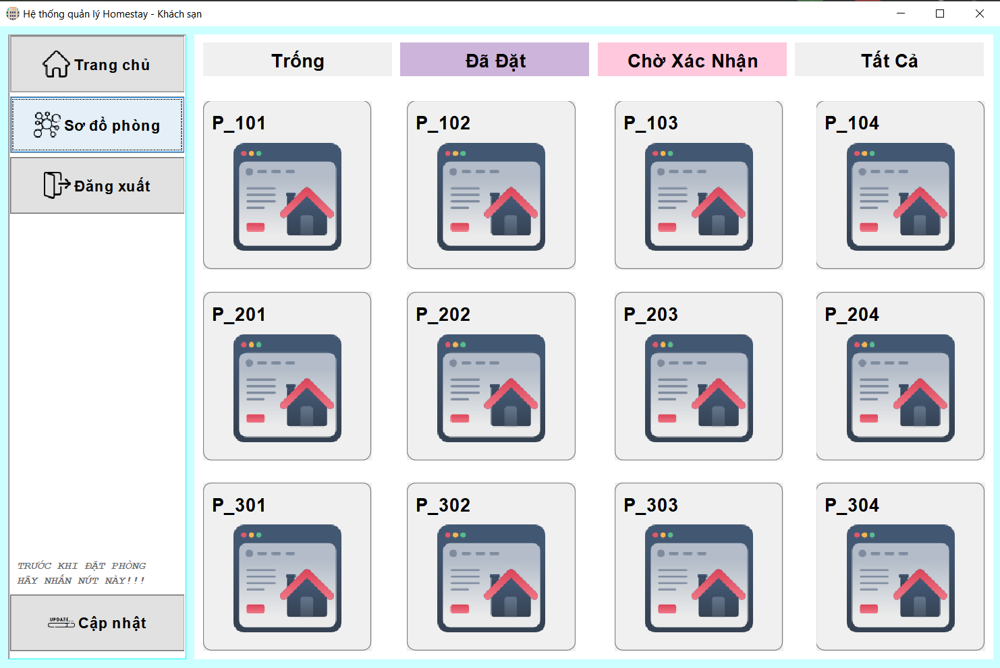 Hệ thống quản lý Homestay - Khách sạn
Trang chủ
Sơ đồ phòng
Đăng xuất
TRƯỚC KHI ĐẶT PHÒNG
HÃY NHẤN NÚT NÀY!!!
UPDATE...
Cập nhật
Trống
Đã Đặt
Chờ Xác Nhận
Tất Cả
P_101
P_102
P_103
P_104
P_201
P_202
P_203
P_204
P_301
P_302
P_303
P_304